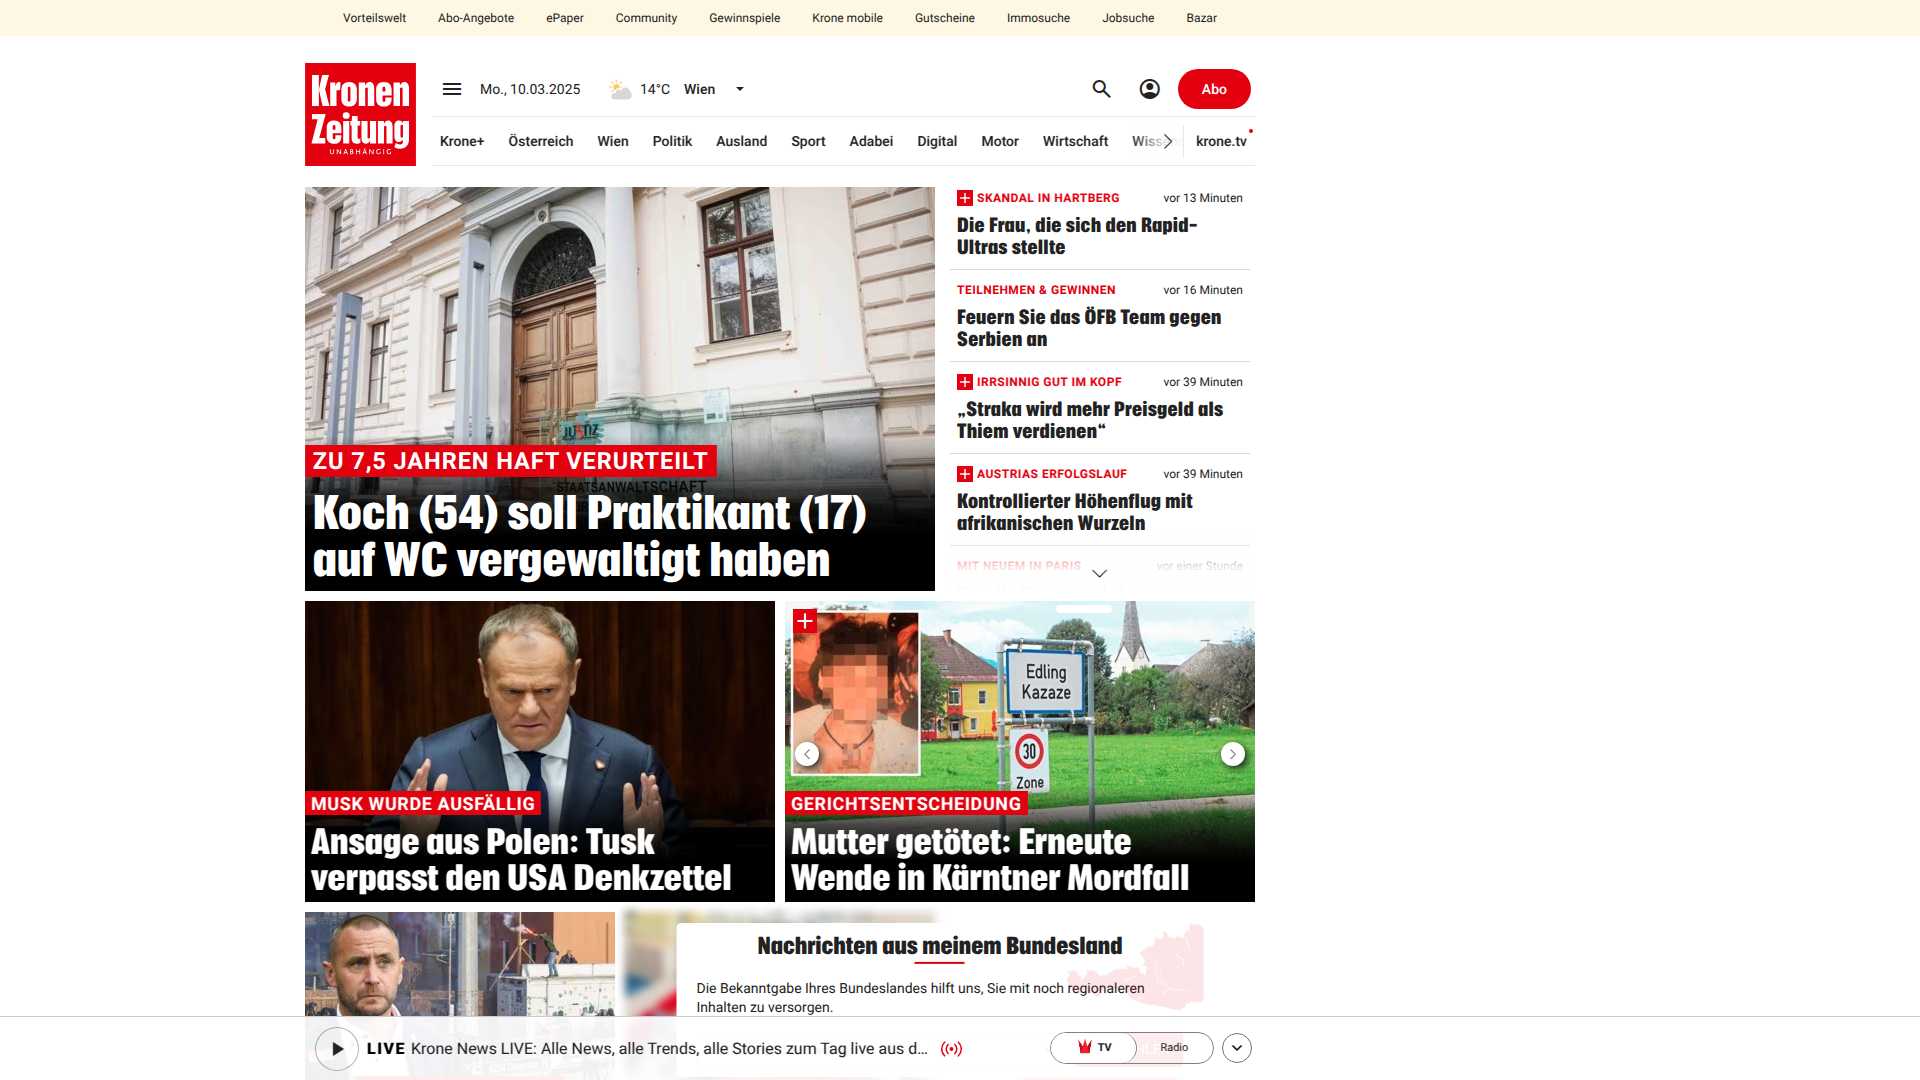 Vorteilswelt Abo-Angebote ePaper Community Gewinnspiele Krone mobile Gutscheine Immosuche Jobsuche Bazar
Kronen
Zeitung
UNABHÄNGIG
Mo., 10.03.2025 14°C Wien
Abo
Krone+ Österreich Wien Politik Ausland Sport Adabei Digital Motor Wirtschaft krone.tv
JUSTIZ
STAATSANWALTSCHAFT
ZU 7,5 JAHREN HAFT VERURTEILT
Koch (54) soll Praktikant (17)
auf WC vergewaltigt haben
SKANDAL IN HARTBERG vor 13 Minuten
Die Frau, die sich den Rapid-
Ultras stellte
TEILNEHMEN & GEWINNEN vor 16 Minuten
Feuern Sie das ÖFB Team gegen
Serbien an
IRRSINNIG GUT IM KOPF vor 39 Minuten
„Straka wird mehr Preisgeld als
Thiem verdienen“
AUSTRIAS ERFOLGSLAUF vor 39 Minuten
Kontrollierter Höhenflug mit
afrikanischen Wurzeln
MIT NEUEM IN PARIS vor einer Stunde
MUSK WURDE AUSFÄLLIG
Ansage aus Polen: Tusk
verpasst den USA Denkzettel
Edling
Kazaze
30
Zone
GERICHTSENTSCHEIDUNG
Mutter getötet: Erneute
Wende in Kärntner Mordfall
Nachrichten aus meinem Bundesland
Die Bekanntgabe Ihres Bundeslandes hilft uns, Sie mit noch regionaleren
Inhalten zu versorgen.
LIVE Krone News LIVE: Alle News, alle Trends, alle Stories zum Tag live aus d...
TV Radio